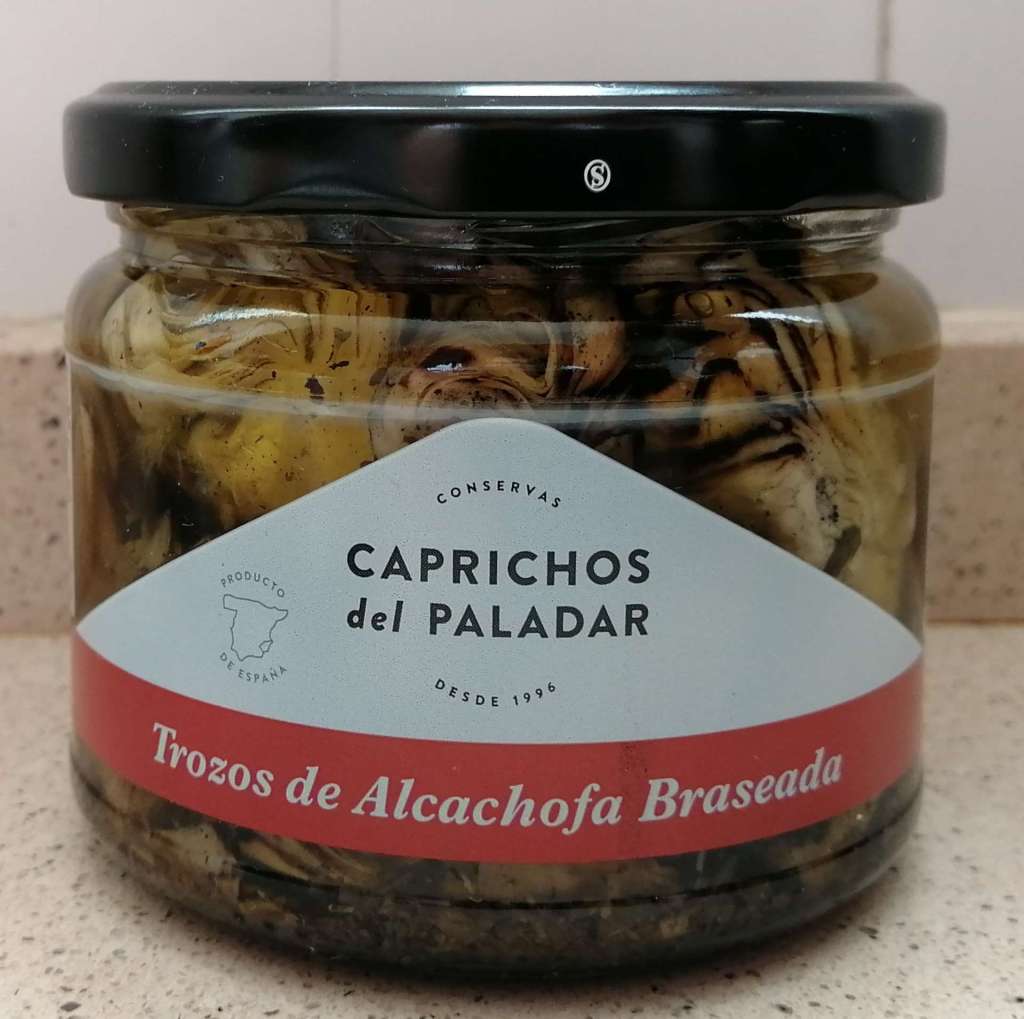 S
CONSERVAS
CAPRICHOS
del PALADAR
DESDE 1996
PRODUCTO
DE ESPAÑA
Trozos de Alcachofa Braseada